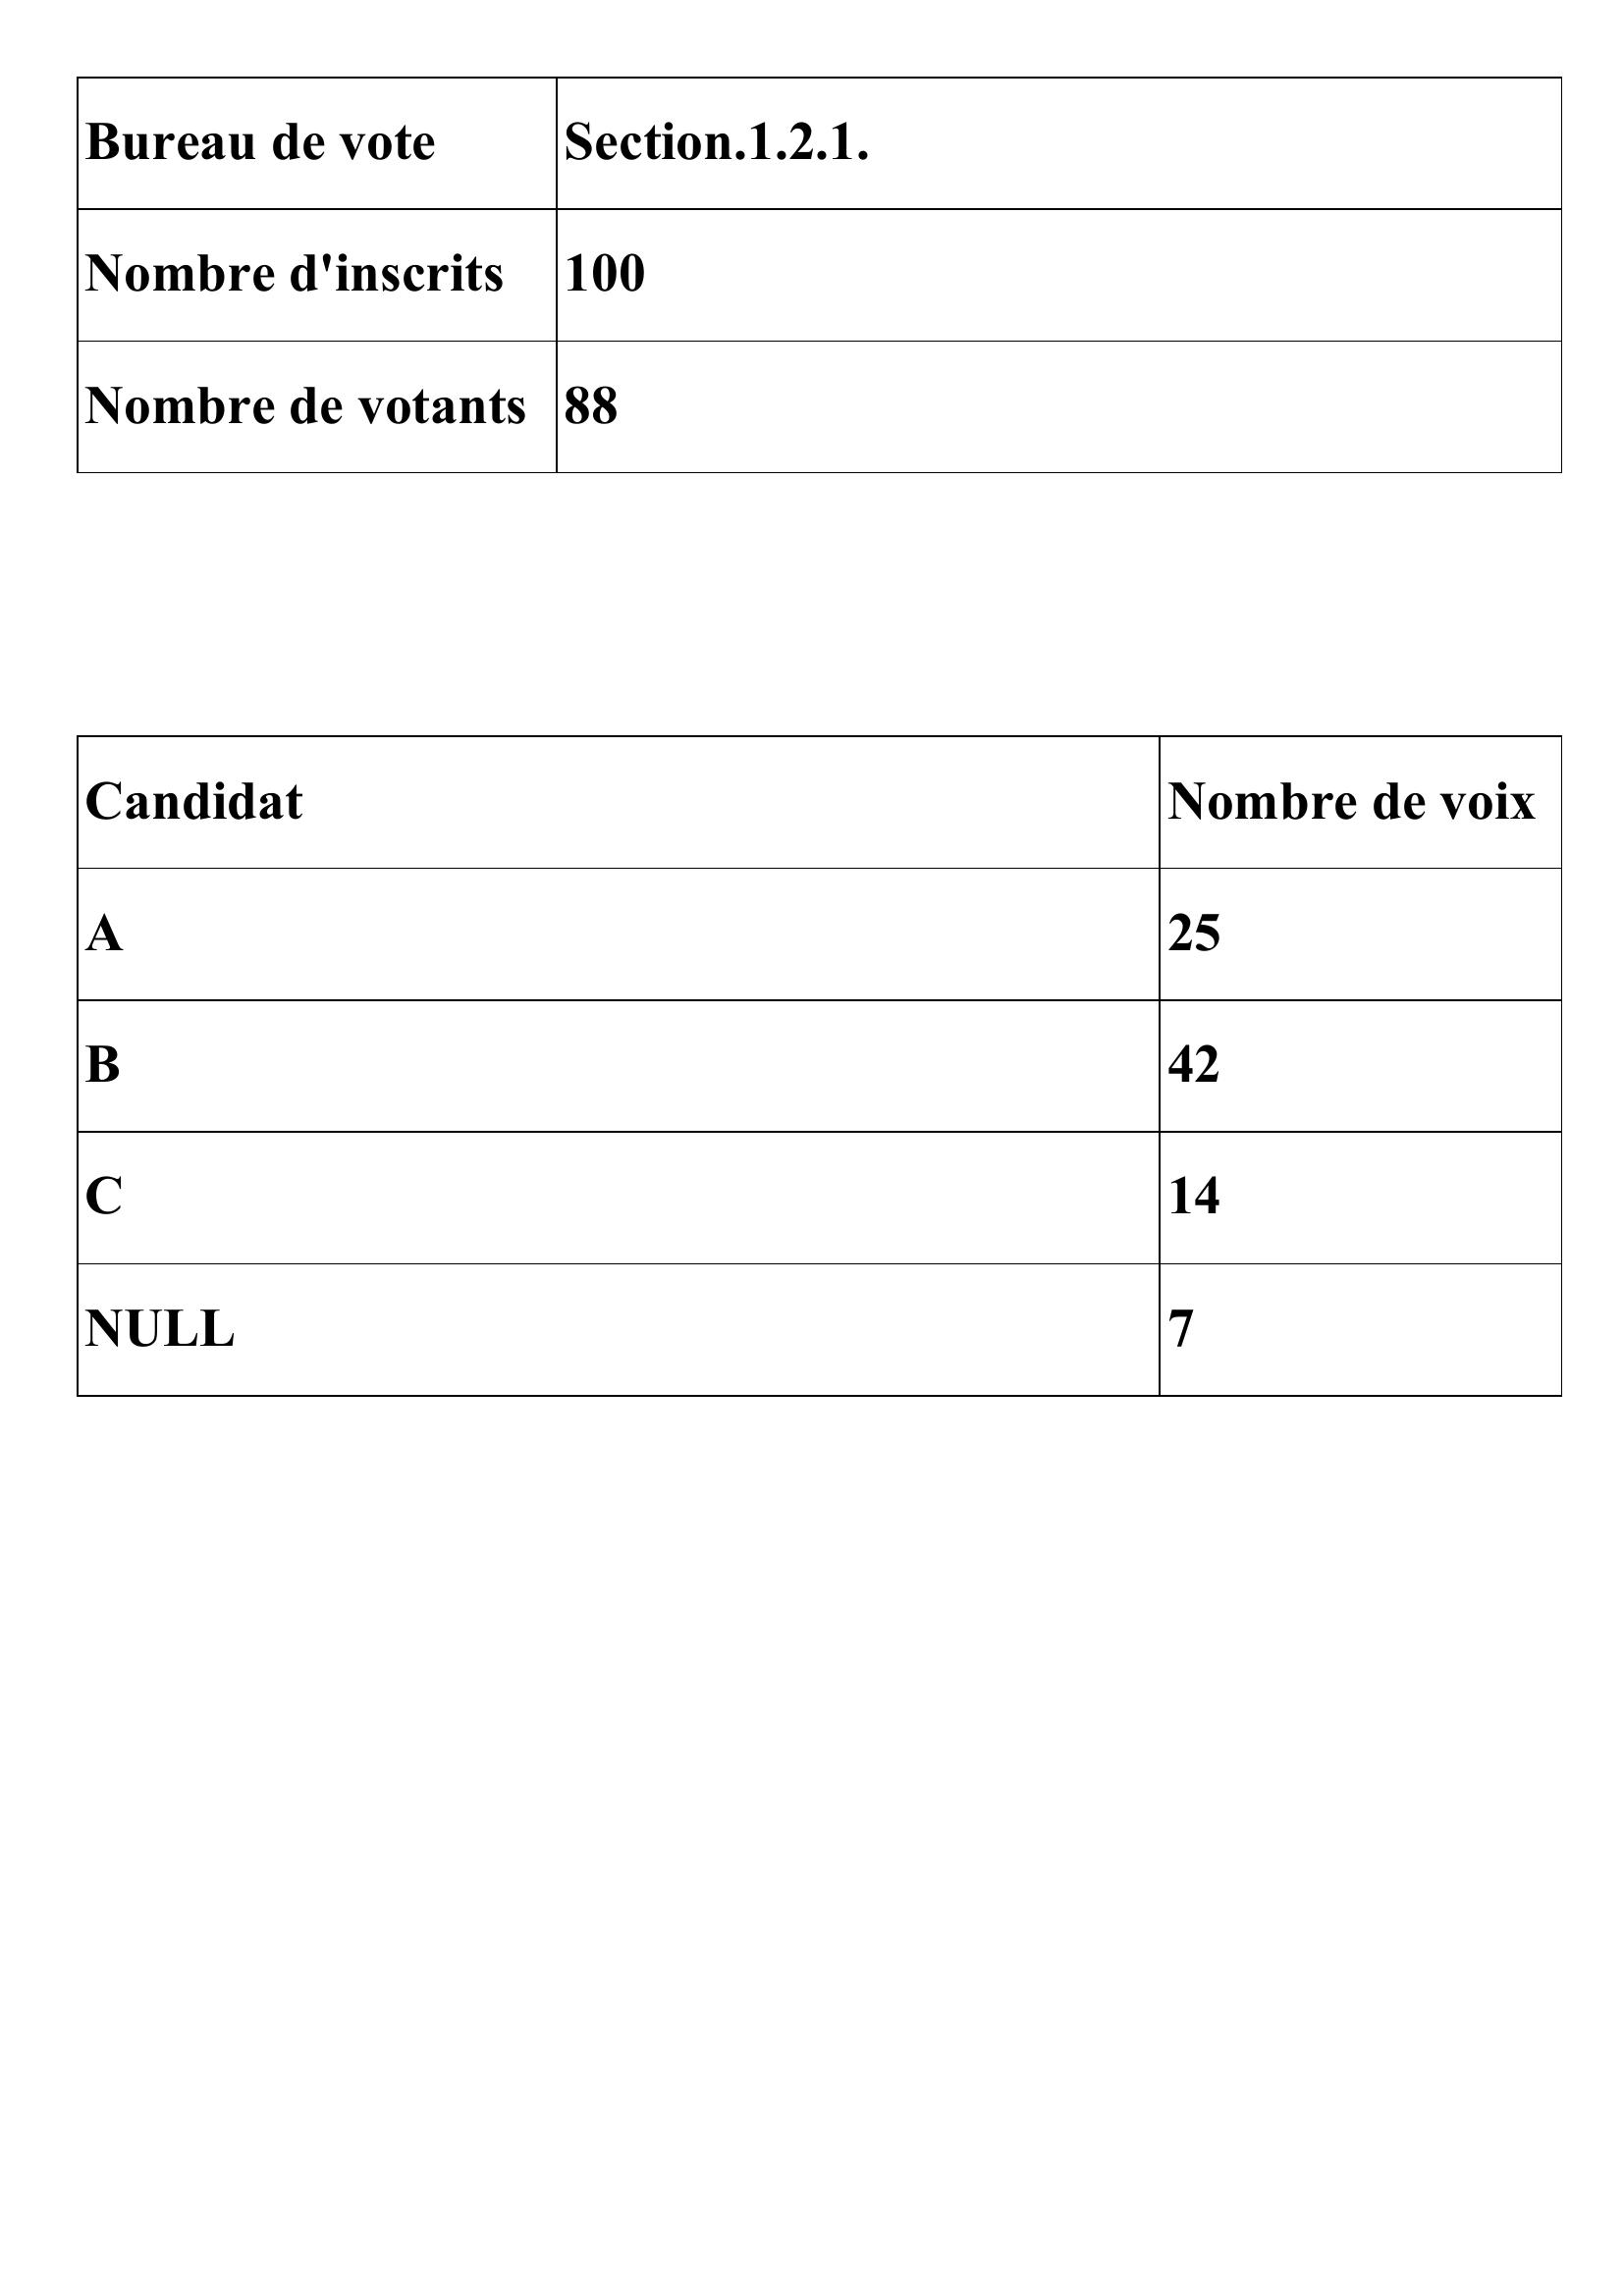 Bureau de vote Section.1.2.1.
Nombre d'inscrits 100
Nombre de votants 88
Candidat Nombre de voix
A 25
B 42
C 14
NULL 7